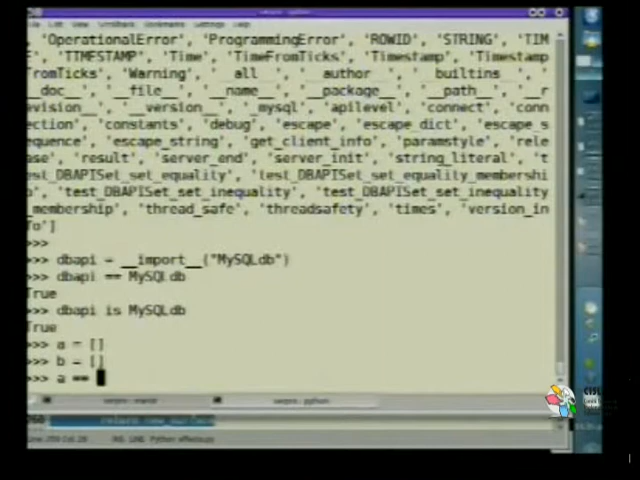 , 'OperationalError', 'ProgrammingError', 'ROWID', 'STRING', 'TIM
E', 'TIMESTAMP', 'Time', 'TimeFromTicks', 'Timestamp', 'Timestamp
FromTicks', 'Warning', '__all__', '__author__', '__builtins__', '
__doc__', '__file__', '__name__', '__package__', '__path__', '__r
evision__', '__version__', '_mysql', 'apilevel', 'connect', 'conn
ection', 'constants', 'debug', 'escape', 'escape_dict', 'escape_s
equence', 'escape_string', 'get_client_info', 'paramstyle', 'rele
ase', 'result', 'server_end', 'server_init', 'string_literal', 't
est_DBAPISet_set_equality', 'test_DBAPISet_set_equality_membershi
p', 'test_DBAPISet_set_inequality', 'test_DBAPISet_set_inequality
_membership', 'thread_safe', 'threadsafety', 'times', 'version_in
fo']
>>>
>>> dbapi = __import__("MySQLdb")
>>> dbapi == MySQLdb
True
>>> dbapi is MySQLdb
True
>>> a = []
>>> b = []
>>> a ==